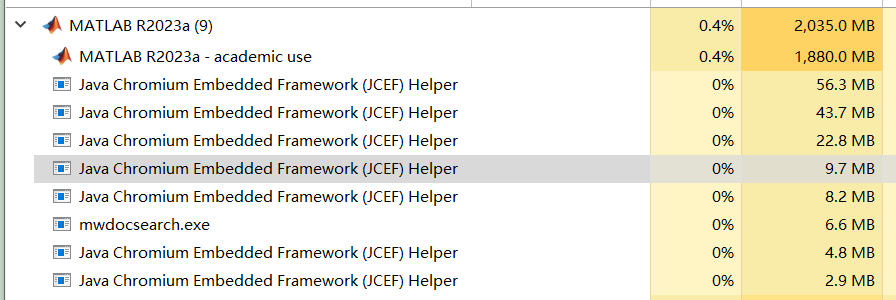 MATLAB R2023a (9) 0.4% 2,035.0 MB
MATLAB R2023a - academic use 0.4% 1,880.0 MB
Java Chromium Embedded Framework (JCEF) Helper 0% 56.3 MB
Java Chromium Embedded Framework (JCEF) Helper 0% 43.7 MB
Java Chromium Embedded Framework (JCEF) Helper 0% 22.8 MB
Java Chromium Embedded Framework (JCEF) Helper 0% 9.7 MB
Java Chromium Embedded Framework (JCEF) Helper 0% 8.2 MB
mwdocsearch.exe 0% 6.6 MB
Java Chromium Embedded Framework (JCEF) Helper 0% 4.8 MB
Java Chromium Embedded Framework (JCEF) Helper 0% 2.9 MB